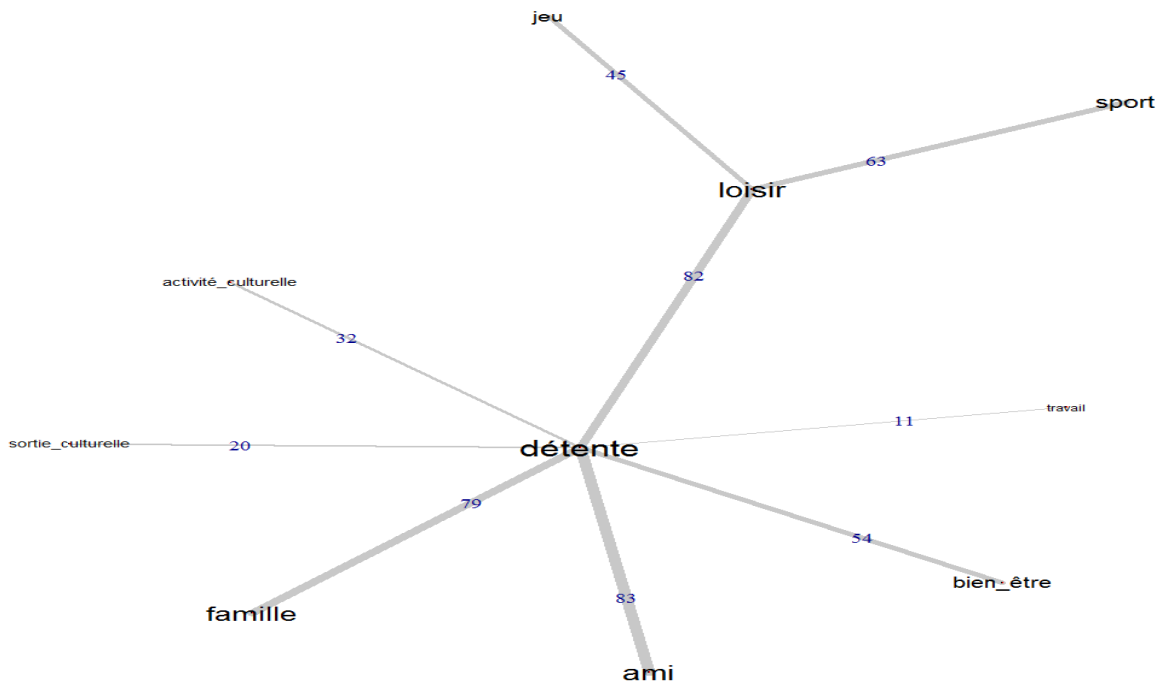 jeu
45
sport
63
loisir
82
activité_culturelle
32
travail
11
sortie_culturelle
20
détente
79
54
bien_être
83
famille
ami